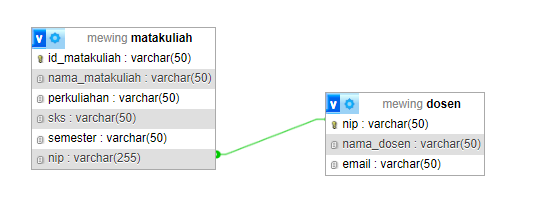 mewing matakuliah
id_matakuliah : varchar(50)
nama_matakuliah : varchar(50)
perkuliahan : varchar(50)
sks : varchar(50)
semester : varchar(50)
nip : varchar(255)
mewing dosen
nip : varchar(50)
nama_dosen : varchar(50)
email : varchar(50)